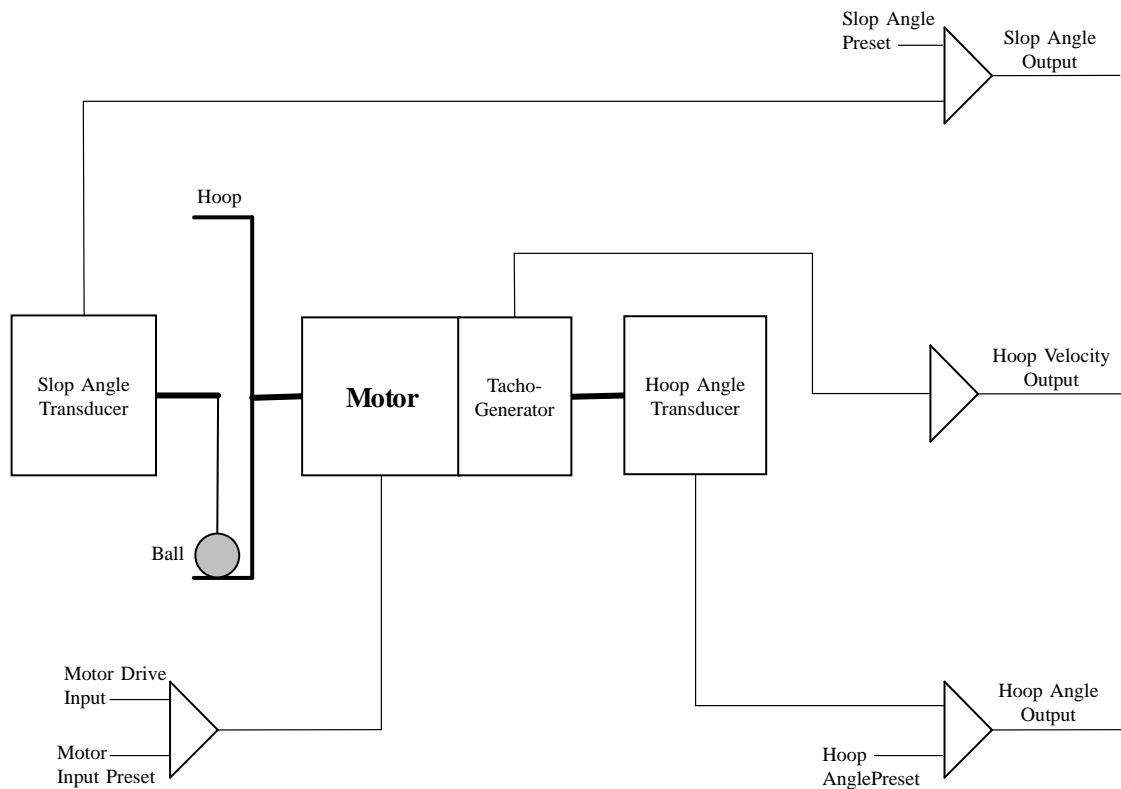 Slop Angle
Preset
Slop Angle
Output
Hoop
Slop Angle
Transducer
Motor
Tacho-
Generator
Hoop Angle
Transducer
Hoop Velocity
Output
Ball
Motor Drive
Input
Motor
Input Preset
Hoop Angle
Output
Hoop
AnglePreset